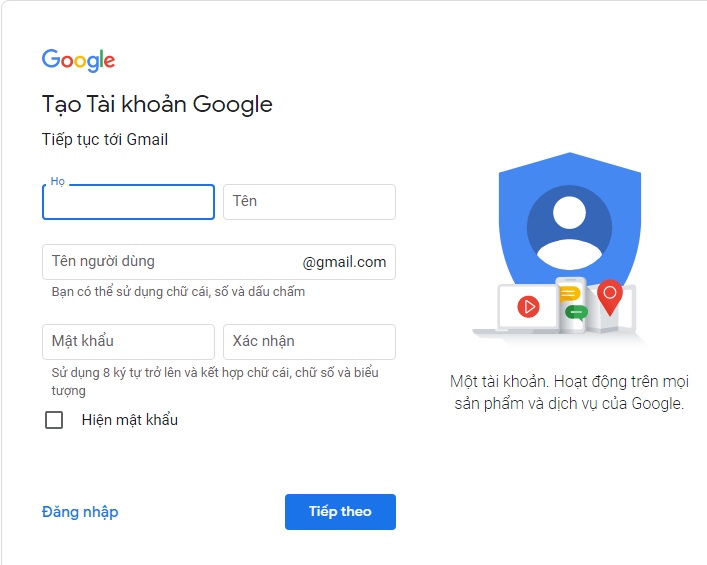 Google
Tạo Tài khoản Google
Tiếp tục tới Gmail
Họ
Tên
Tên người dùng @gmail.com
Bạn có thể sử dụng chữ cái, số và dấu chấm
Mật khẩu
Xác nhận
Sử dụng 8 ký tự trở lên và kết hợp chữ cái, chữ số và biểu
tượng
Hiện mật khẩu
Đăng nhập
Tiếp theo
Một tài khoản. Hoạt động trên mọi
sản phẩm và dịch vụ của Google.